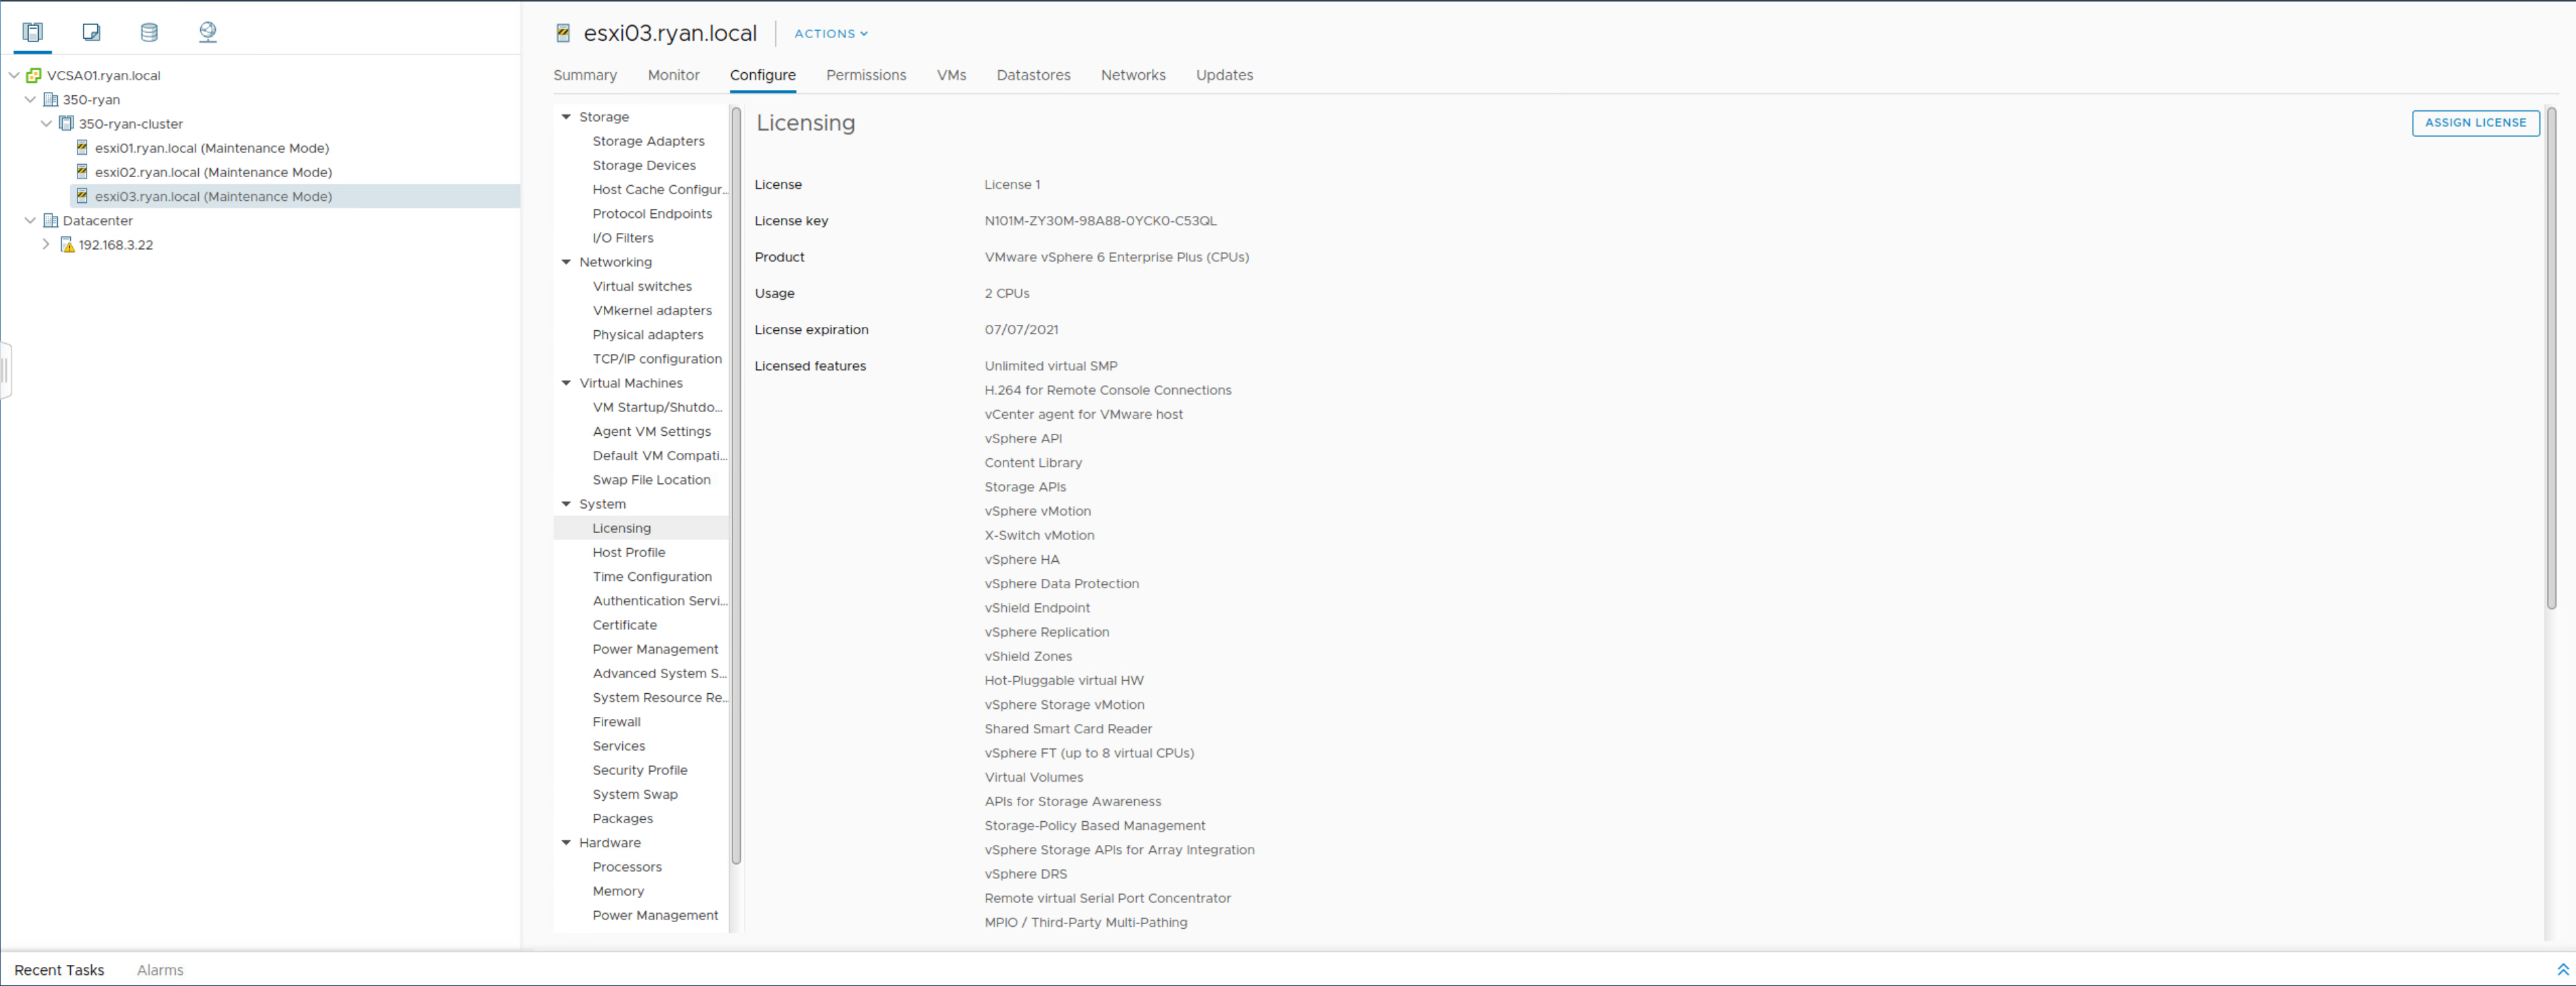 esxi03.ryan.local
ACTIONS
VCSA01.ryan.local
350-ryan
350-ryan-cluster
esxi01.ryan.local (Maintenance Mode)
esxi02.ryan.local (Maintenance Mode)
esxi03.ryan.local (Maintenance Mode)
Datacenter
192.168.3.22
Summary Monitor Configure Permissions VMs Datastores Networks Updates
Storage
Storage Adapters
Storage Devices
Host Cache Configur...
Protocol Endpoints
I/O Filters
Networking
Virtual switches
VMkernel adapters
Physical adapters
TCP/IP configuration
Virtual Machines
VM Startup/Shutdo...
Agent VM Settings
Default VM Compati...
Swap File Location
System
Licensing
Host Profile
Time Configuration
Authentication Servi...
Certificate
Power Management
Advanced System S...
System Resource Re...
Firewall
Services
Security Profile
System Swap
Packages
Hardware
Processors
Memory
Power Management
Licensing
ASSIGN LICENSE
License License 1
License key N101M-ZY30M-98A88-0YCK0-C53QL
Product VMware vSphere 6 Enterprise Plus (CPUs)
Usage 2 CPUs
License expiration 07/07/2021
Licensed features Unlimited virtual SMP
H.264 for Remote Console Connections
vCenter agent for VMware host
vSphere API
Content Library
Storage APIs
vSphere vMotion
X-Switch vMotion
vSphere HA
vSphere Data Protection
vShield Endpoint
vSphere Replication
vShield Zones
Hot-Pluggable virtual HW
vSphere Storage vMotion
Shared Smart Card Reader
vSphere FT (up to 8 virtual CPUs)
Virtual Volumes
APIs for Storage Awareness
Storage-Policy Based Management
vSphere Storage APIs for Array Integration
vSphere DRS
Remote virtual Serial Port Concentrator
MPIO / Third-Party Multi-Pathing
Recent Tasks Alarms